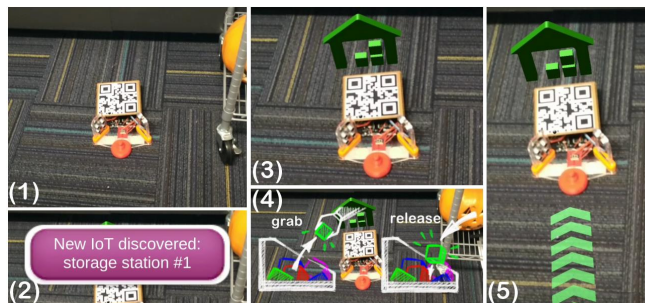 (1)
New IoT discovered:
storage station #1
(2)
(3)
(4)
grab
release
(5)